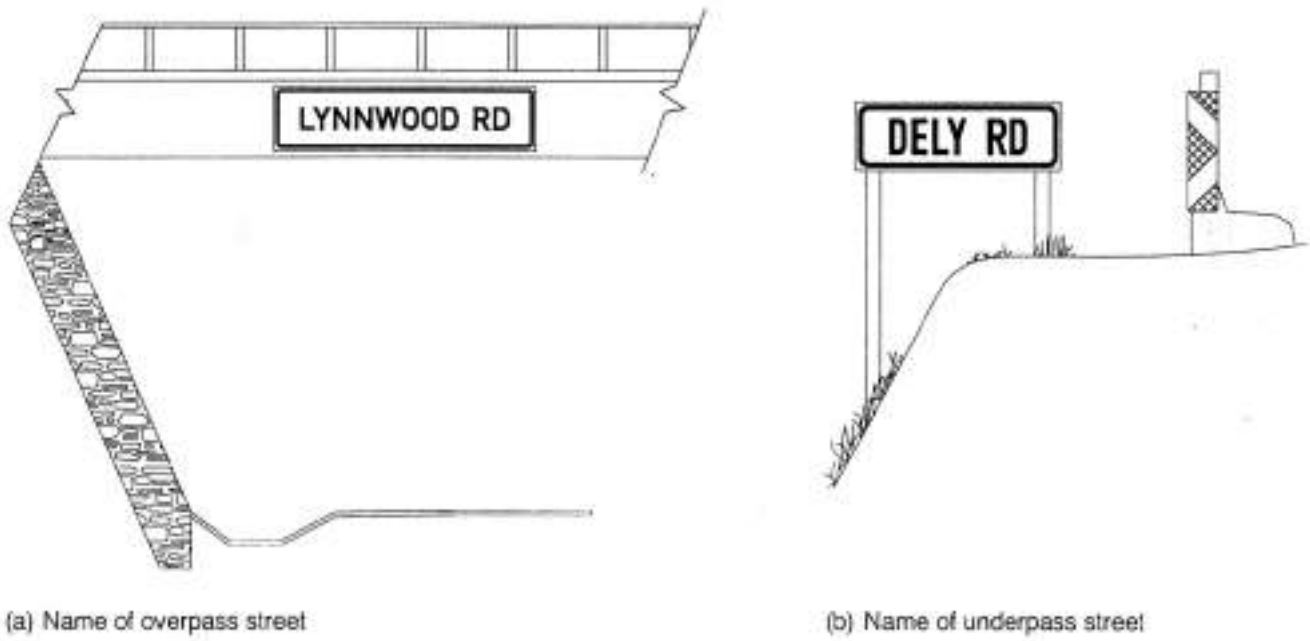 LYNNWOOD RD
DELY RD
(a) Name of overpass street
(b) Name of underpass street